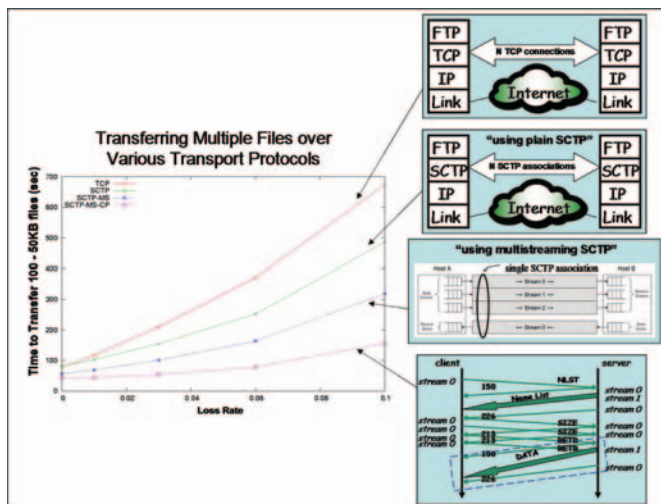 Transferring Multiple Files over
Various Transport Protocols
Time to Transfer 100 - 50KB files (sec)
700
600
500
400
300
200
100
0
TCP
SCTP
SCTP-MS
SCTP-MS-CP
0
0.02
0.04
0.06
0.08
0.1
Loss Rate
FTP
TCP
IP
Link
N TCP connections
Internet
FTP
TCP
IP
Link
"using plain SCTP"
FTP
SCTP
IP
Link
N SCTP associations
Internet
FTP
SCTP
IP
Link
"using multistreaming SCTP"
single SCTP association
Host A
Host B
Stream 0
Stream 1
Stream 2
Stream 0
client
server
stream 0
150
NLST
stream 0
Name List
stream 1
226
stream 0
stream 0
SIZE
stream 0
stream 0
213
SIZE
stream 0
stream 0
213
RETR
stream 0
150
RETR
stream 1
DATA
226
stream 0